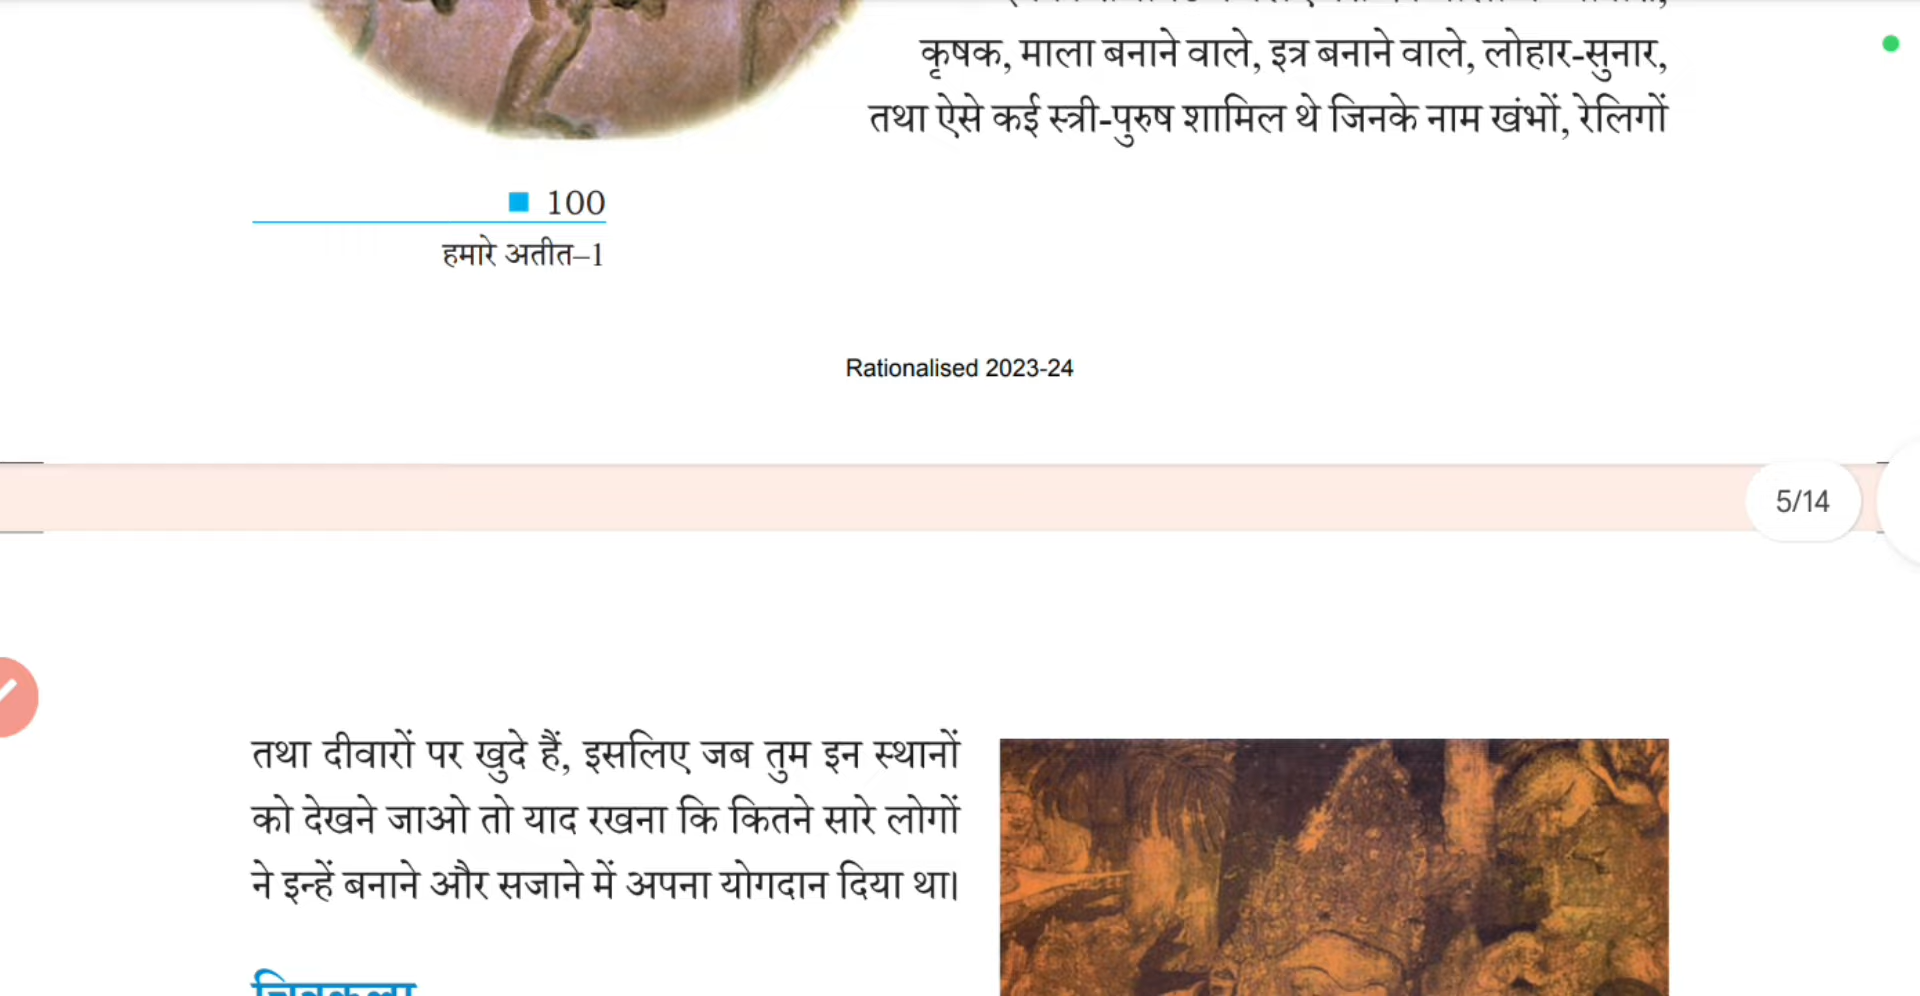 कृषक, माला बनाने वाले, इत्र बनाने वाले, लोहार-सुनार,
तथा ऐसे कई स्त्री-पुरुष शामिल थे जिनके नाम खंभों, रेलिगों
■ 100
हमारे अतीत–1
Rationalised 2023-24
5/14
तथा दीवारों पर खुदे हैं, इसलिए जब तुम इन स्थानों
को देखने जाओ तो याद रखना कि कितने सारे लोगों
ने इन्हें बनाने और सजाने में अपना योगदान दिया था।